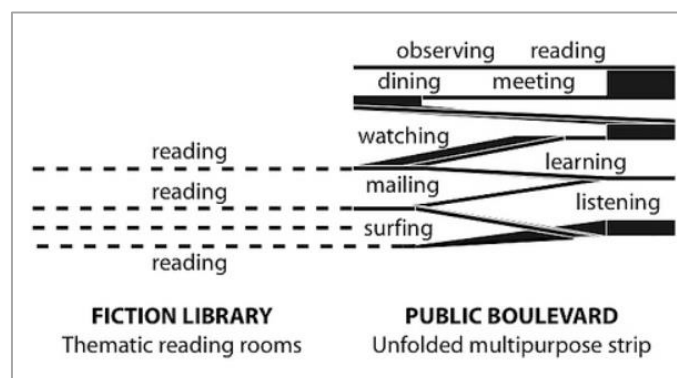 observing reading
dining meeting
watching
reading
learning
reading
mailing
listening
surfing
reading
FICTION LIBRARY
Thematic reading rooms
PUBLIC BOULEVARD
Unfolded multipurpose strip